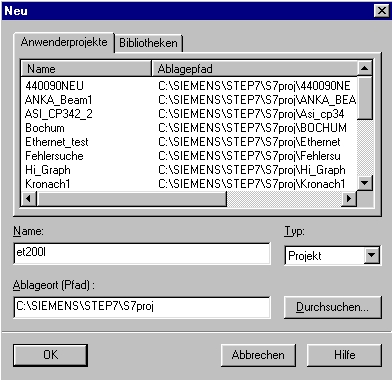 Neu
Anwenderprojekte Bibliotheken
Name Ablagepfad
440090NEU C:\SIEMENS\STEP7\S7proj\440090NE
ANKA_Beam1 C:\SIEMENS\STEP7\S7proj\ANKA_BEA
ASI_CP342_2 C:\SIEMENS\STEP7\S7proj\Asi_cp34
Bochum C:\SIEMENS\STEP7\S7proj\BOCHUM
Ethernet_test C:\SIEMENS\STEP7\S7proj\Ethernet
Fehlersuche C:\SIEMENS\STEP7\S7proj\Fehlersu
Hi_Graph C:\SIEMENS\STEP7\S7proj\Hi_Graph
Kronach1 C:\SIEMENS\STEP7\S7proj\Kronach1
Name: Typ:
et200l Projekt
Ablageort (Pfad) :
C:\SIEMENS\STEP7\S7proj Durchsuchen...
OK Abbrechen Hilfe